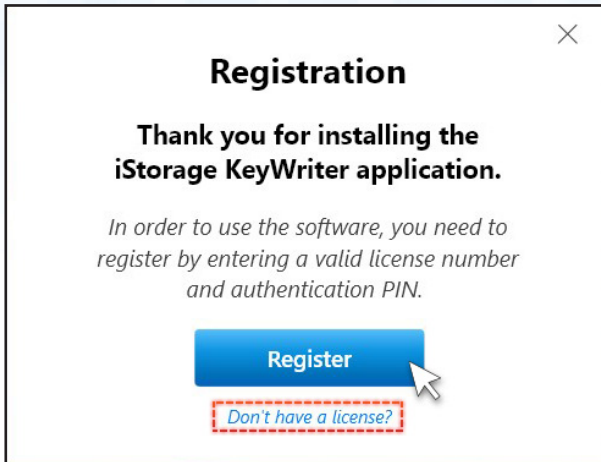 Registration
Thank you for installing the
iStorage KeyWriter application.
In order to use the software, you need to
register by entering a valid license number
and authentication PIN.
Register
Don't have a license?